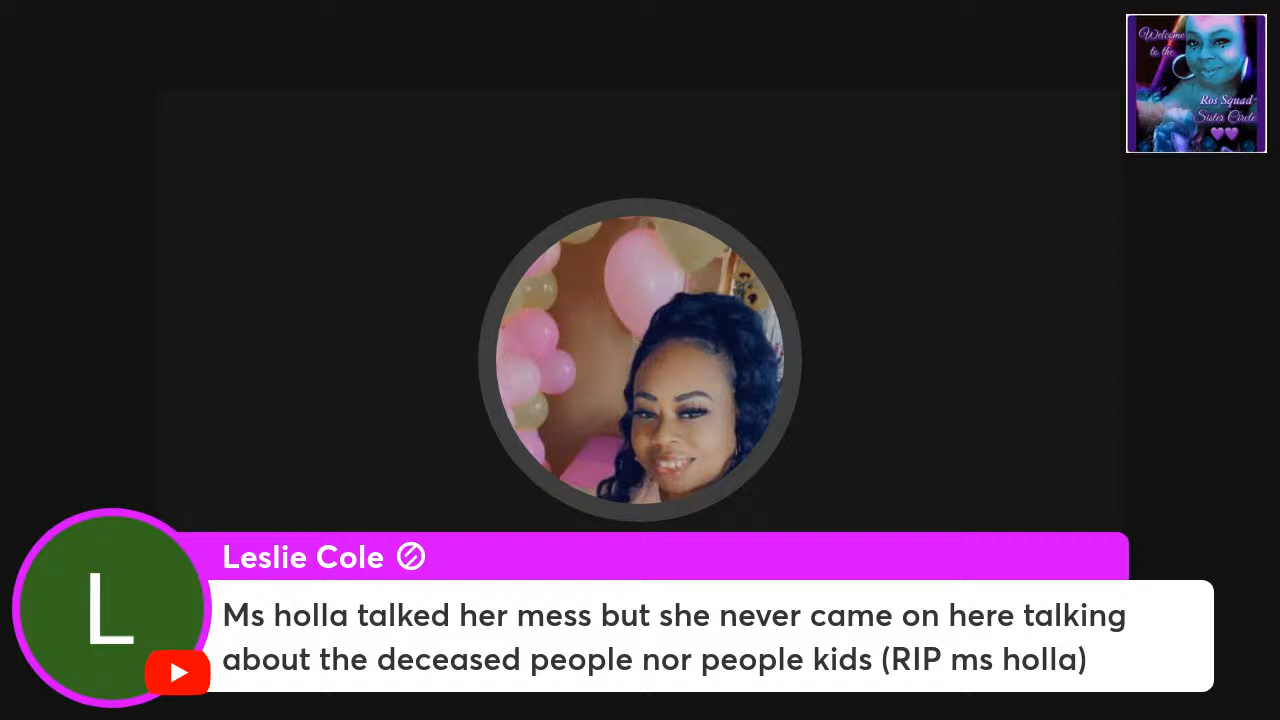 Welcome
to the
Ros Squad
Sister Circle
L
Leslie Cole
Ms holla talked her mess but she never came on here talking
about the deceased people nor people kids (RIP ms holla)